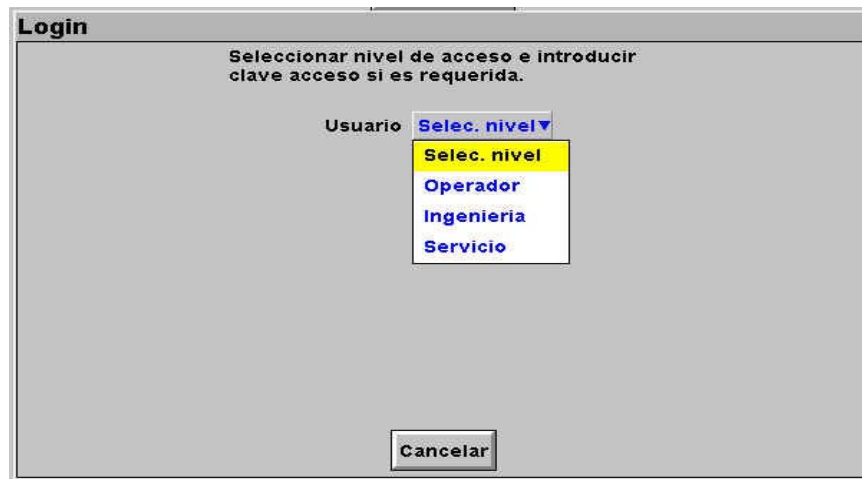 Login
Seleccionar nivel de acceso e introducir
clave acceso si es requerida.
Usuario Selec. nivel▼
Selec. nivel
Operador
Ingenieria
Servicio
Cancelar